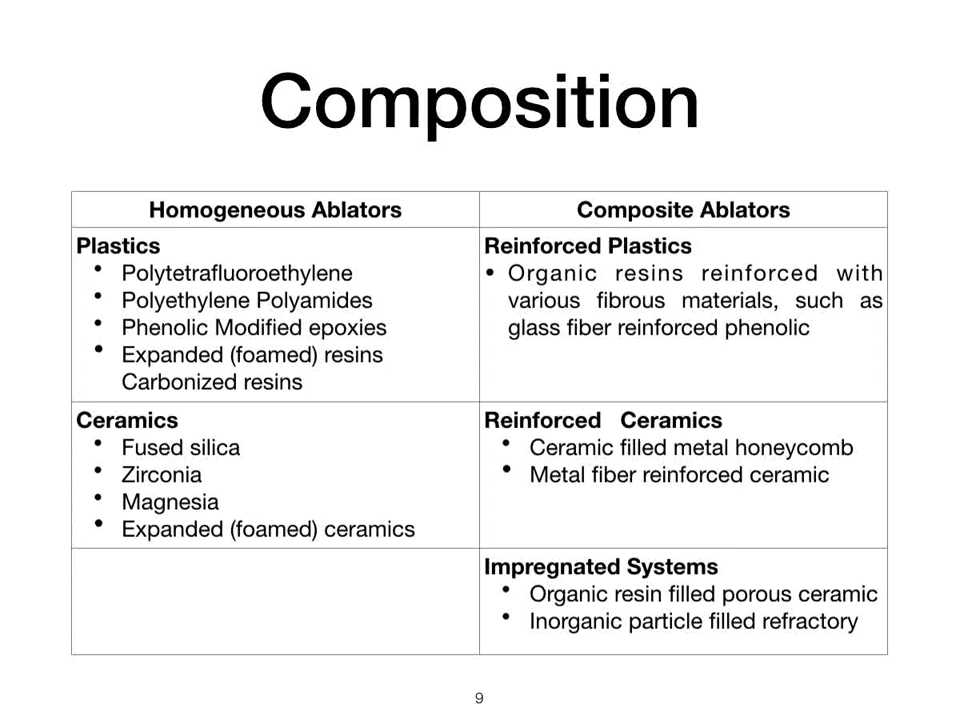 Composition
Homogeneous Ablators
Composite Ablators
Plastics
• Polytetrafluoroethylene
• Polyethylene Polyamides
• Phenolic Modified epoxies
• Expanded (foamed) resins
Carbonized resins
Reinforced Plastics
• Organic resins reinforced with
various fibrous materials, such as
glass fiber reinforced phenolic
Ceramics
• Fused silica
• Zirconia
• Magnesia
• Expanded (foamed) ceramics
Reinforced Ceramics
• Ceramic filled metal honeycomb
• Metal fiber reinforced ceramic
Impregnated Systems
• Organic resin filled porous ceramic
• Inorganic particle filled refractory
9